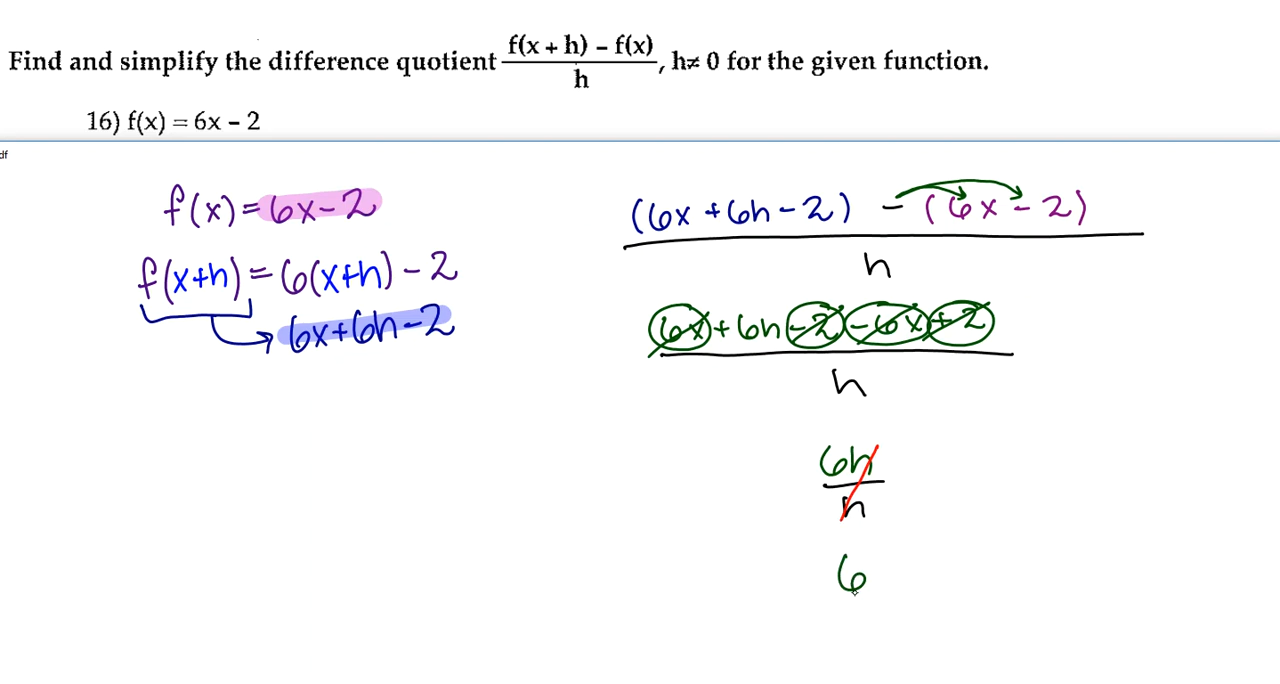 Find and simplify the difference quotient f(x + h) – f(x) / h , h≠ 0 for the given function.
16) f(x) = 6x – 2
df
f(x) = 6x – 2
f(x+h) = 6(x+h) – 2
6x + 6h – 2
(6x + 6h – 2) – (6x – 2)
h
6x + 6h – 2 – 6x + 2
h
6h
h
6